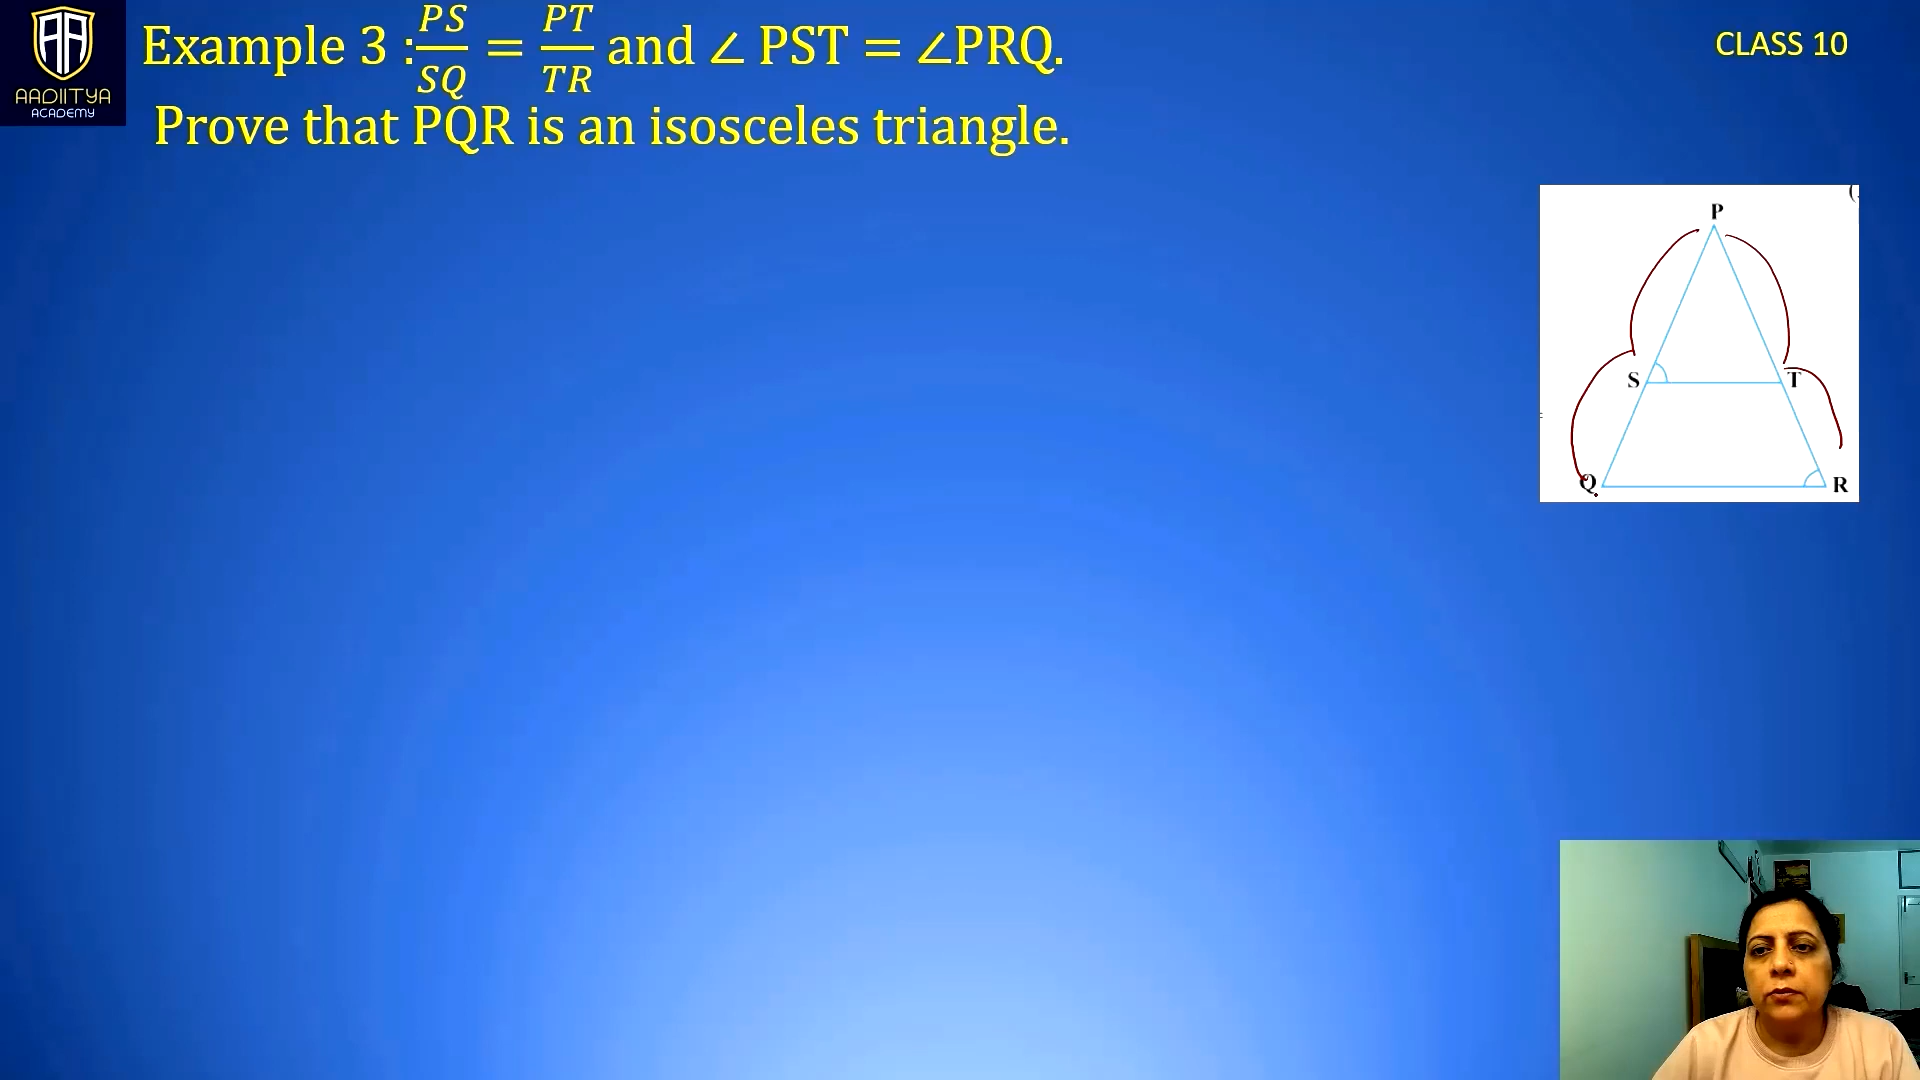 AADIITYA
ACADEMY
Example 3 : PS/SQ = PT/TR and ∠ PST = ∠PRQ.
Prove that PQR is an isosceles triangle.
CLASS 10
P
S
T
Q
R